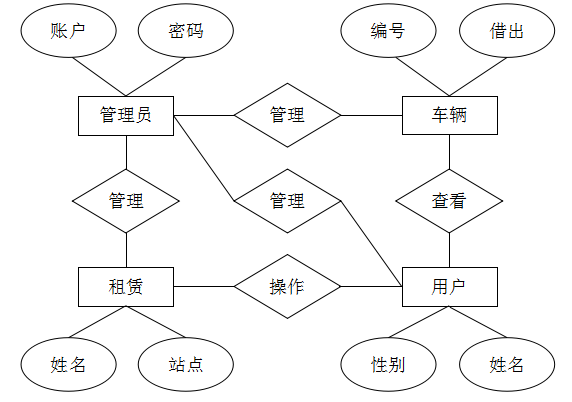 账户 密码 编号 借出
管理员 管理 车辆
管理 管理 查看
租赁 操作 用户
姓名 站点 性别 姓名